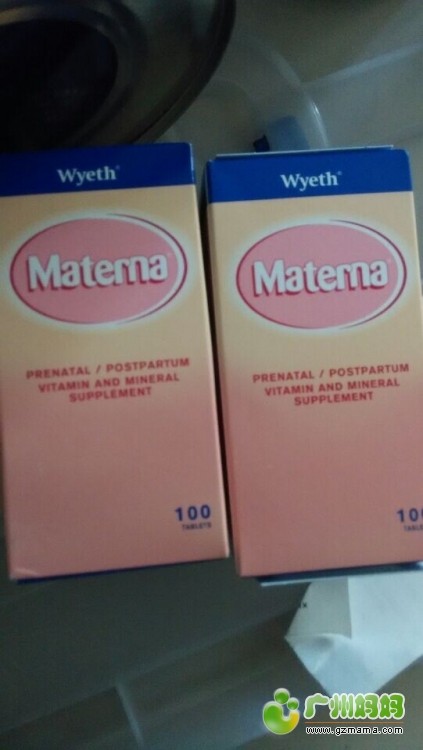 Wyeth®
Materna
PRENATAL / POSTPARTUM
VITAMIN AND MINERAL
SUPPLEMENT
100
TABLETS
Wyeth®
Materna
PRENATAL / POSTPARTUM
VITAMIN AND MINERAL
SUPPLEMENT
100
广州妈妈
www.gzmama.com